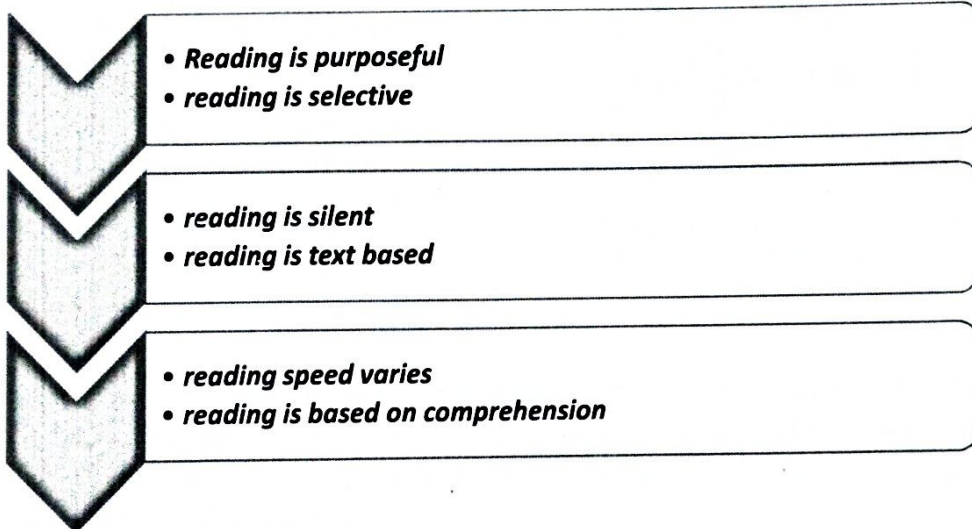 • Reading is purposeful
• reading is selective
• reading is silent
• reading is text based
• reading speed varies
• reading is based on comprehension